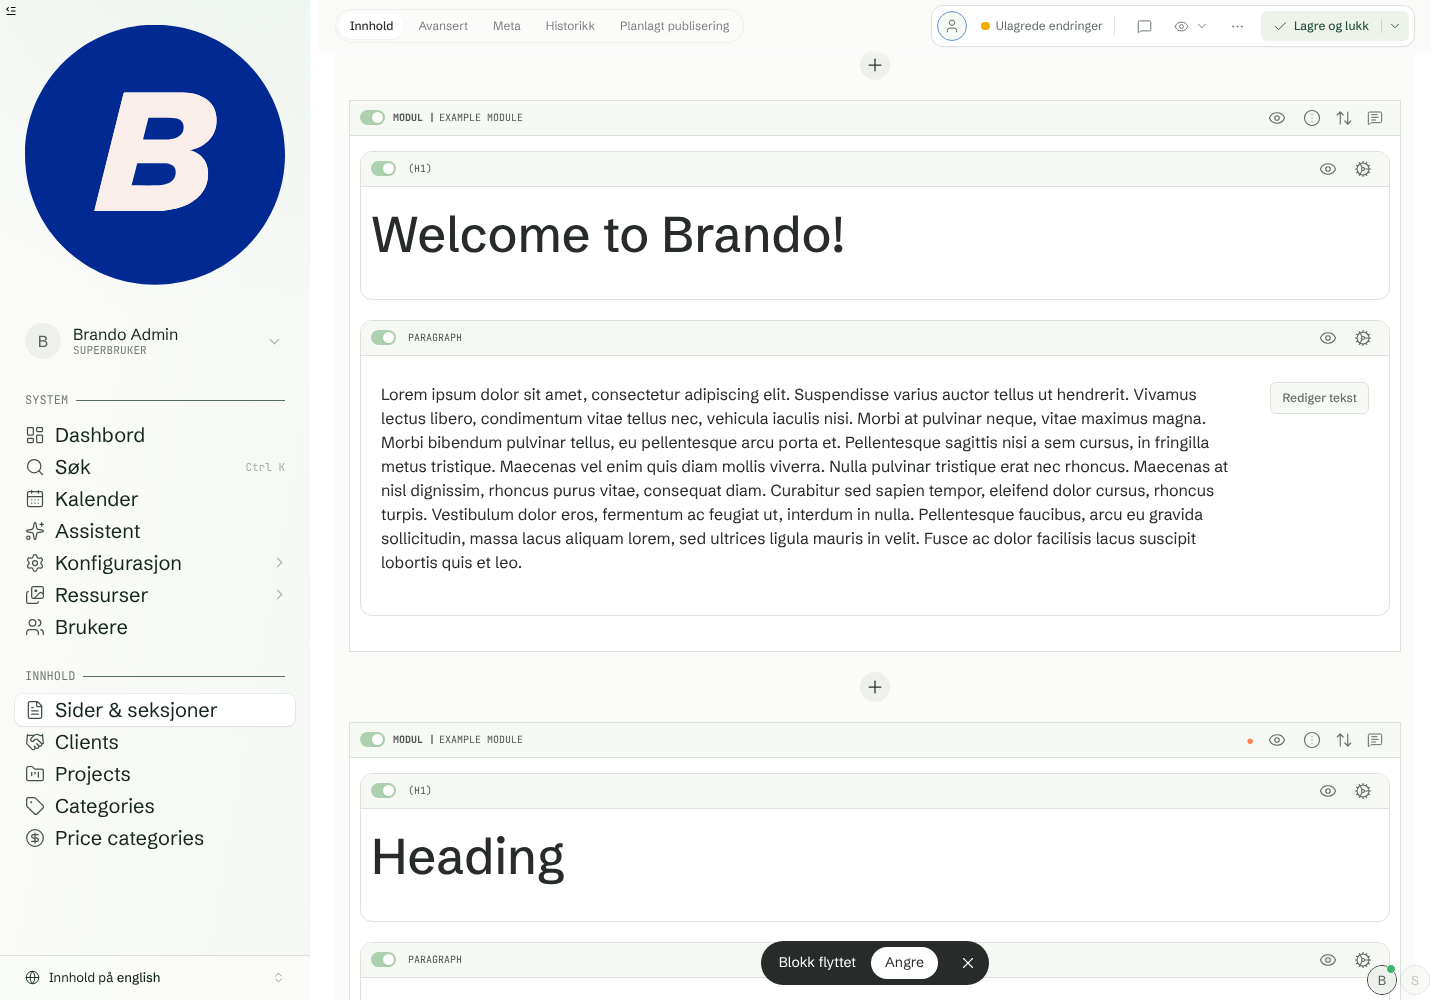 B
Brando Admin
SUPERBRUKER
B
SYSTEM
Dashbord
Søk
Ctrl K
Kalender
Assistent
Konfigurasjon
Ressurser
Brukere
INNHOLD
Sider & seksjoner
Clients
Projects
Categories
Price categories
Innhold på english
Innhold
Avansert
Meta
Historikk
Planlagt publisering
Ulagrede endringer
Lagre og lukk
MODUL | EXAMPLE MODULE
(H1)
Welcome to Brando!
PARAGRAPH
Lorem ipsum dolor sit amet, consectetur adipiscing elit. Suspendisse varius auctor tellus ut hendrerit. Vivamus
lectus libero, condimentum vitae tellus nec, vehicula iaculis nisi. Morbi at pulvinar neque, vitae maximus magna.
Morbi bibendum pulvinar tellus, eu pellentesque arcu porta et. Pellentesque sagittis nisi a sem cursus, in fringilla
metus tristique. Maecenas vel enim quis diam mollis viverra. Nulla pulvinar tristique erat nec rhoncus. Maecenas at
nisl dignissim, rhoncus purus vitae, consequat diam. Curabitur sed sapien tempor, eleifend dolor cursus, rhoncus
turpis. Vestibulum dolor eros, fermentum ac feugiat ut, interdum in nulla. Pellentesque faucibus, arcu eu gravida
sollicitudin, massa lacus aliquam lorem, sed ultrices ligula mauris in velit. Fusce ac dolor facilisis lacus suscipit
lobortis quis et leo.
Rediger tekst
MODUL | EXAMPLE MODULE
(H1)
Heading
PARAGRAPH
Blokk flyttet
Angre
B
S